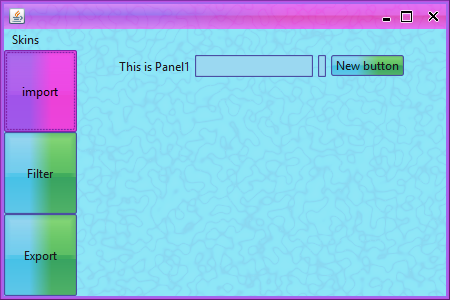 Skins
import
This is Panel1
New button
Filter
Export